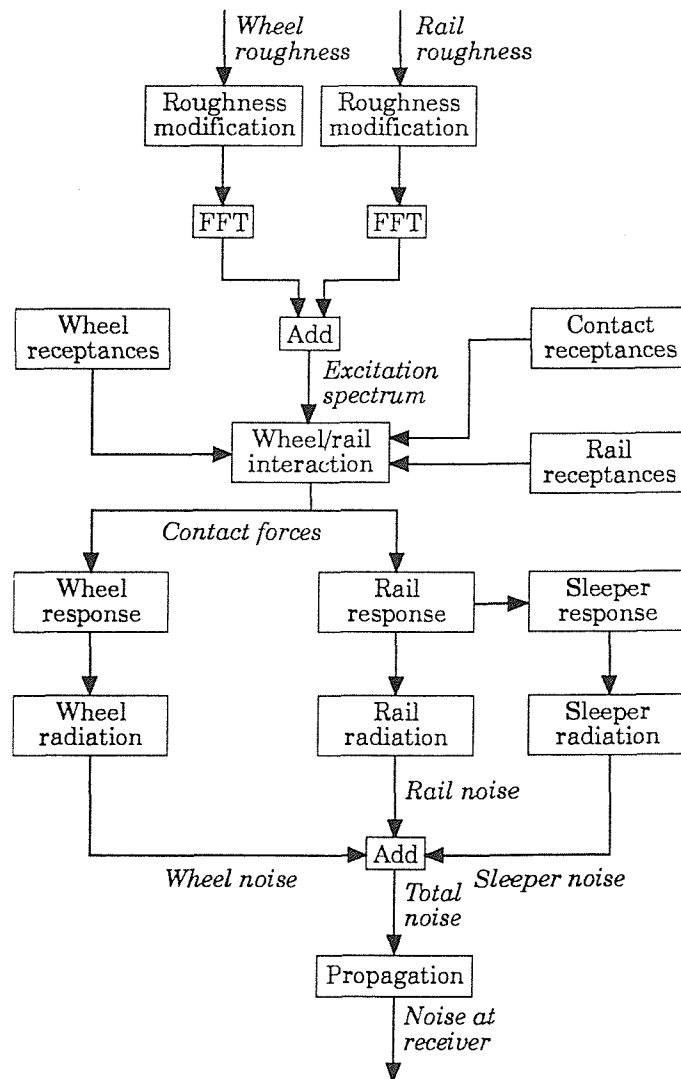 Wheel
roughness
Rail
roughness
Roughness
modification
Roughness
modification
FFT
FFT
Add
Wheel
receptances
Contact
receptances
Excitation
spectrum
Wheel/rail
interaction
Rail
receptances
Contact forces
Wheel
response
Rail
response
Sleeper
response
Wheel
radiation
Rail
radiation
Sleeper
radiation
Rail noise
Add
Wheel noise
Sleeper noise
Total
noise
Propagation
Noise at
receiver